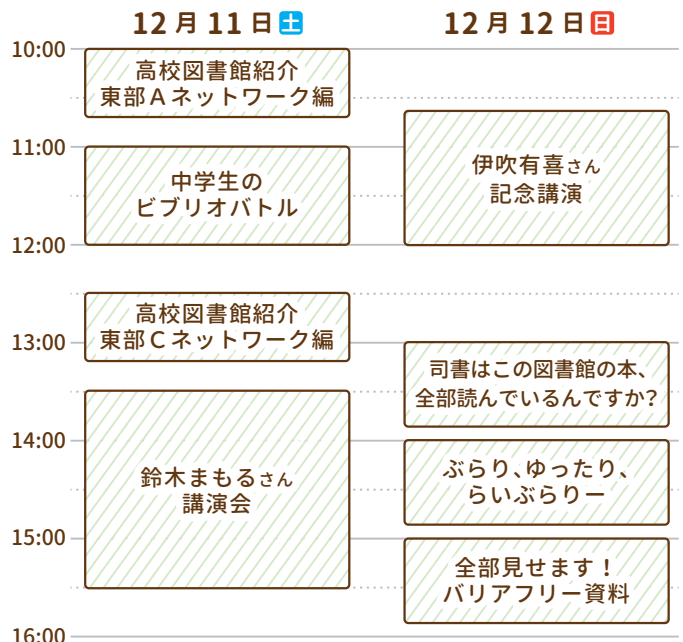 12月11日土
12月12日日
10:00
11:00
12:00
13:00
14:00
15:00
16:00
高校図書館紹介
東部Aネットワーク編
中学生の
ビブリオバトル
高校図書館紹介
東部Cネットワーク編
鈴木まもるさん
講演会
伊吹有喜さん
記念講演
司書はこの図書館の本、
全部読んでいるんですか?
ぶらり、ゆったり、
らいぶらりー
全部見せます！
バリアフリー資料